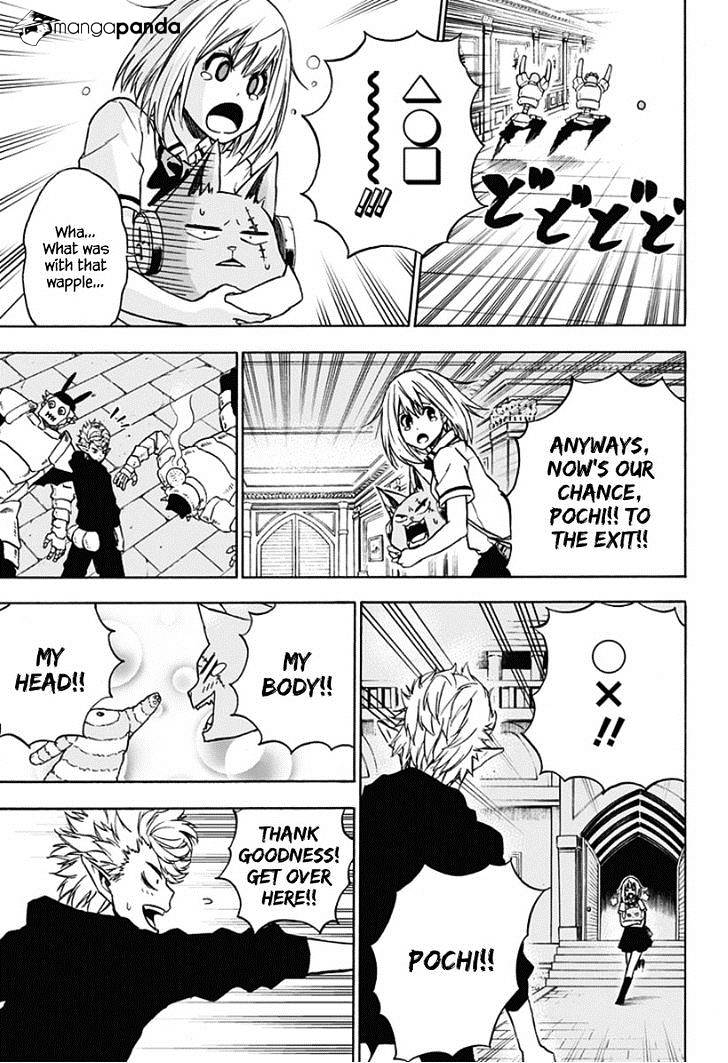 mangapanda
ど ど ど ど
△
○
□
!!!!
Wha...
What was
with that
wapple...
ANYWAYS,
NOW'S OUR
CHANCE,
POCHI!! TO
THE EXIT!!
○
×
!!
POCHI!!
MY
BODY!!
MY
HEAD!!
THANK
GOODNESS!
GET OVER
HERE!!